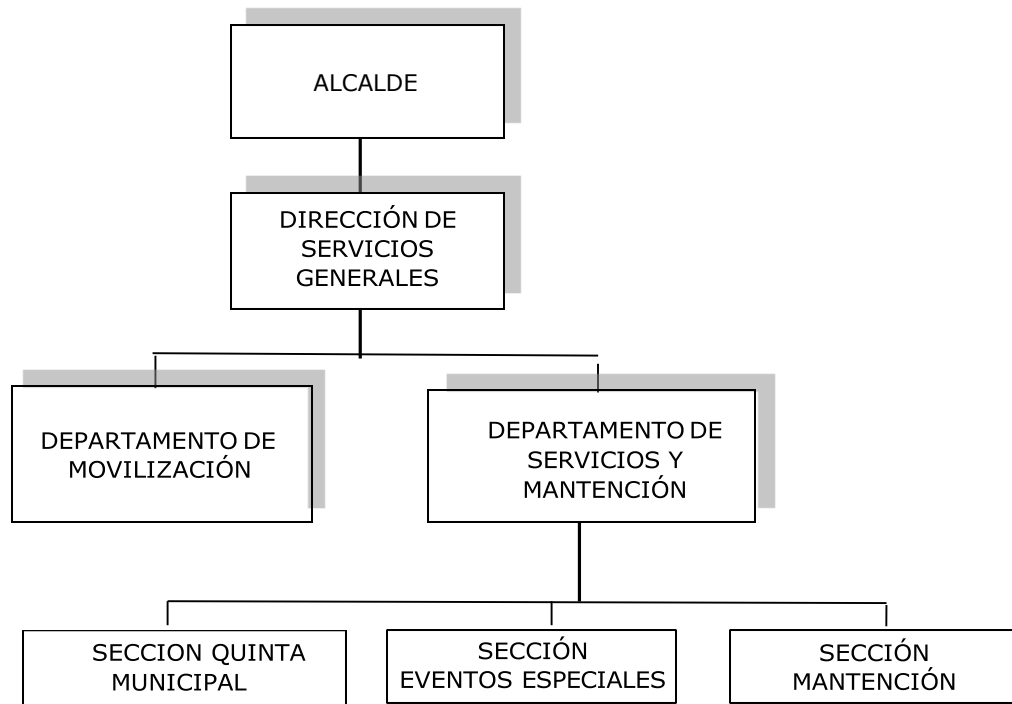 ALCALDE
DIRECCIÓN DE
SERVICIOS
GENERALES
DEPARTAMENTO DE
MOVILIZACIÓN
DEPARTAMENTO DE
SERVICIOS Y
MANTENCIÓN
SECCION QUINTA
MUNICIPAL
SECCIÓN
EVENTOS ESPECIALES
SECCIÓN
MANTENCIÓN